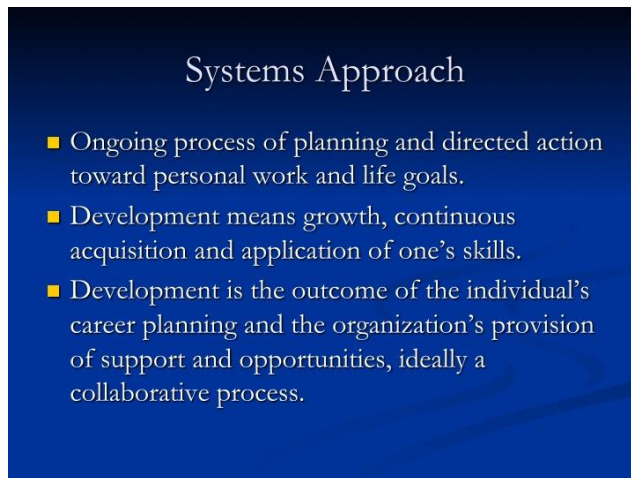 Systems Approach
Ongoing process of planning and directed action
toward personal work and life goals.
Development means growth, continuous
acquisition and application of one's skills.
Development is the outcome of the individual's
career planning and the organization's provision
of support and opportunities, ideally a
collaborative process.